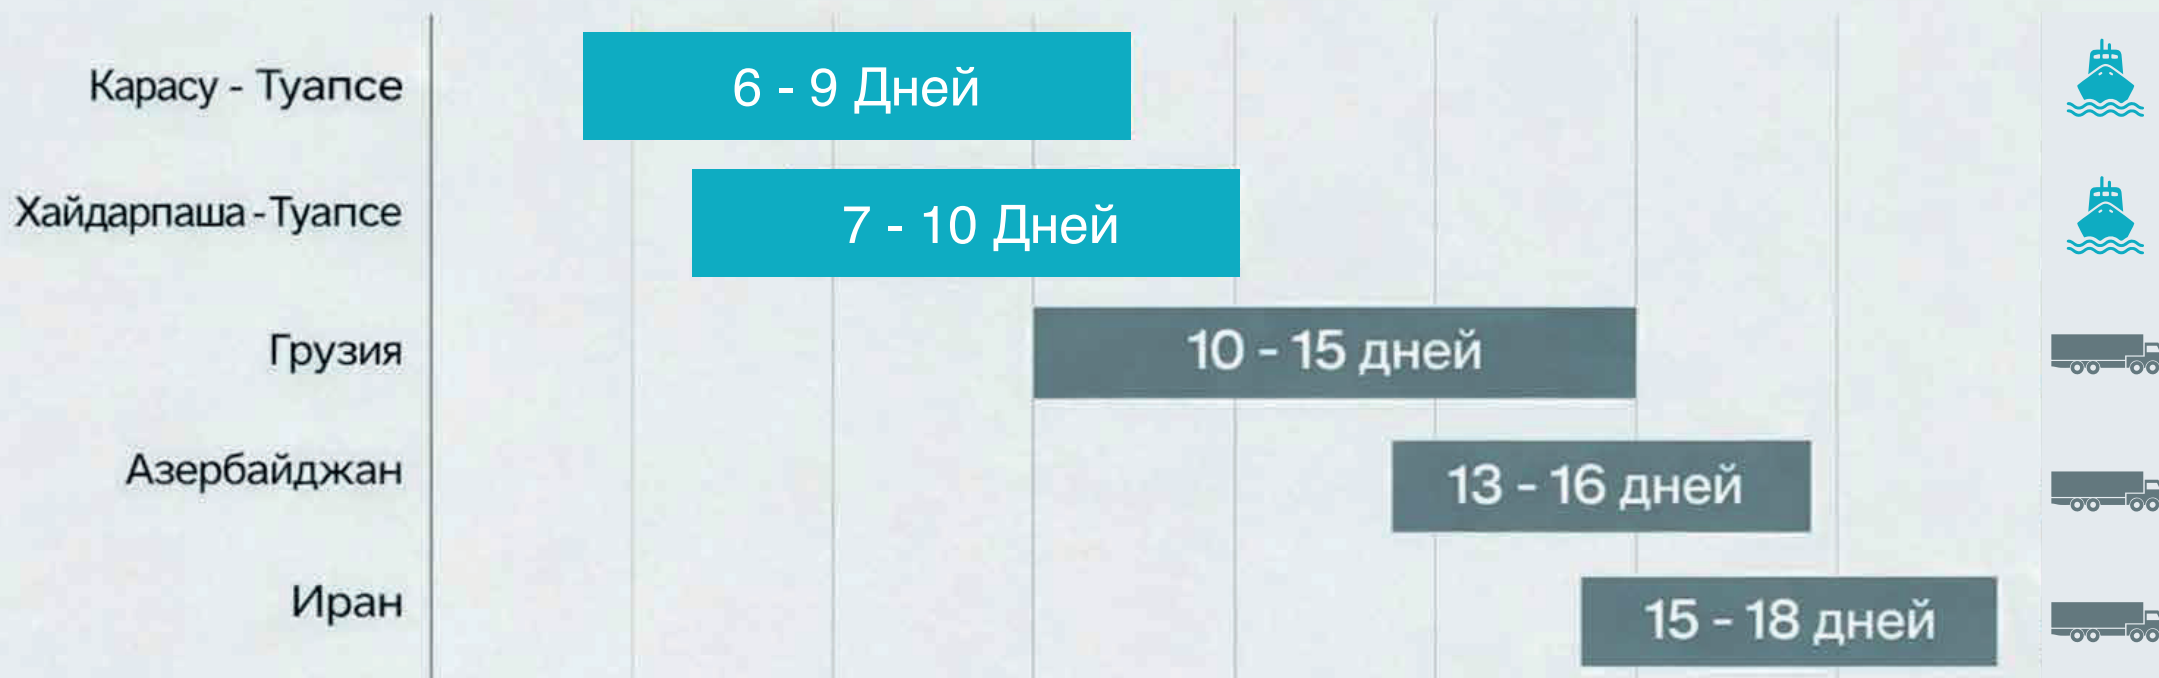 Карасу - Туапсе
6 - 9 Дней
Хайдарпаша - Туапсе
7 - 10 Дней
Грузия
10 - 15 дней
Азербайджан
13 - 16 дней
Иран
15 - 18 дней